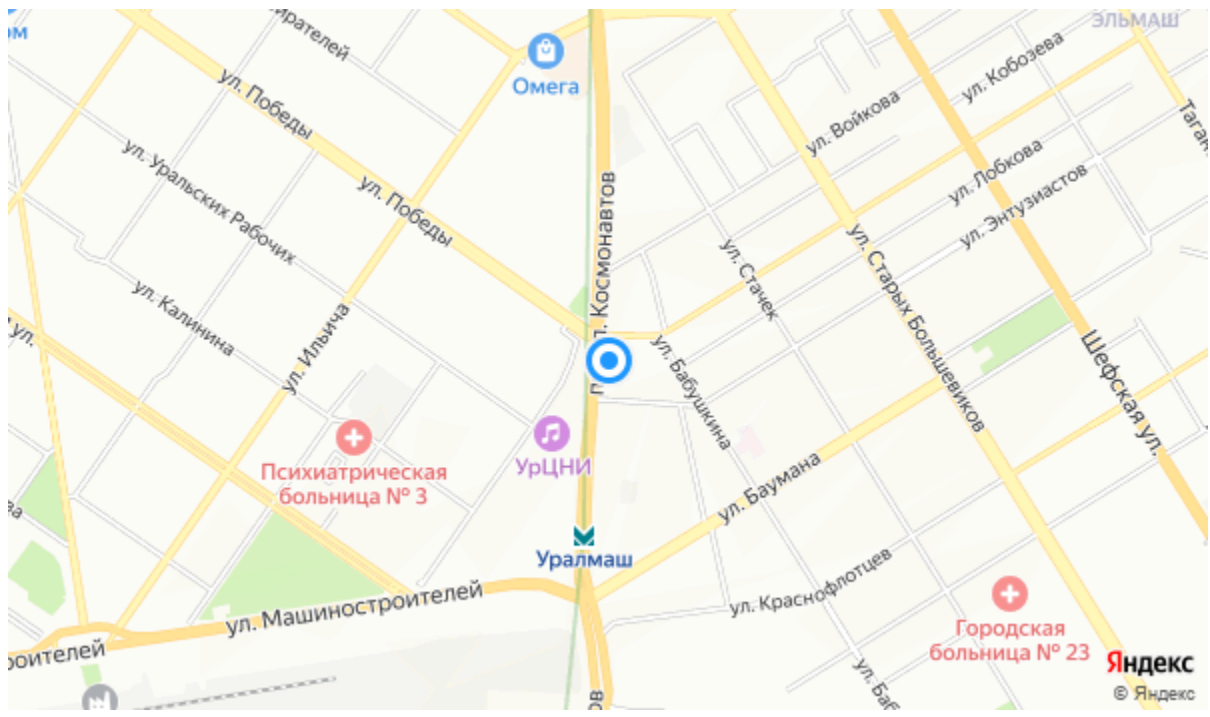 ЭЛЬМАШ
ул. Кобозева
Омега
ул. Победы
ул. Войкова
ул. Лобкова
ул. Уральских Рабочих
ул. Победы
ул. Энтузиастов
Космонавтов
ул. Стачек
ул. Старых Большевиков
ул. Калинина
ул. Ильича
ул.
ул. Бабушкина
Шефская ул.
УрЦНИ
Психиатрическая
больница № 3
ул. Баумана
Уралмаш
ул. Краснофлотцев
ул. Машиностроителей
Городская
больница № 23
Яндекс
© Яндекс